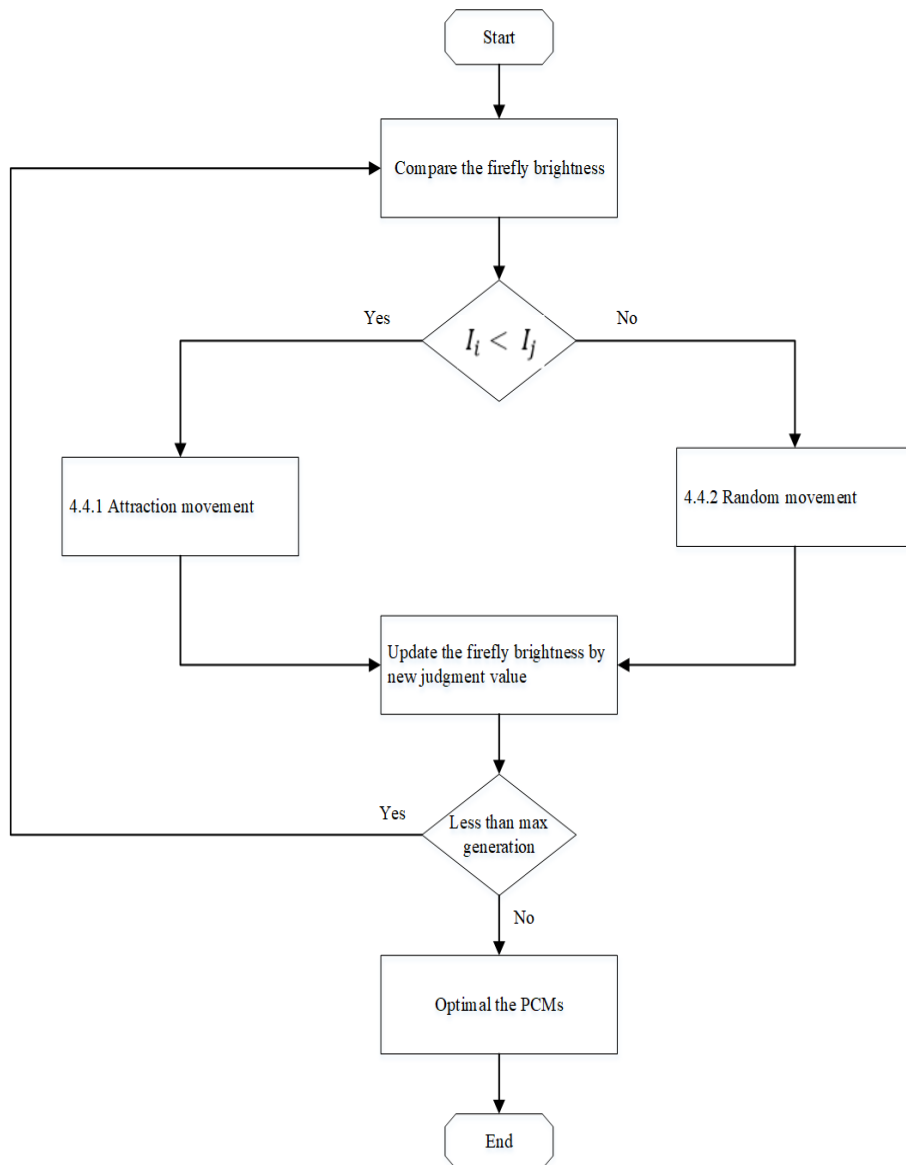 Start
Compare the firefly brightness
Yes
No
I_i < I_j
4.4.1 Attraction movement
4.4.2 Random movement
Update the firefly brightness by
new judgment value
Yes
Less than max
generation
No
Optimal the PCMs
End